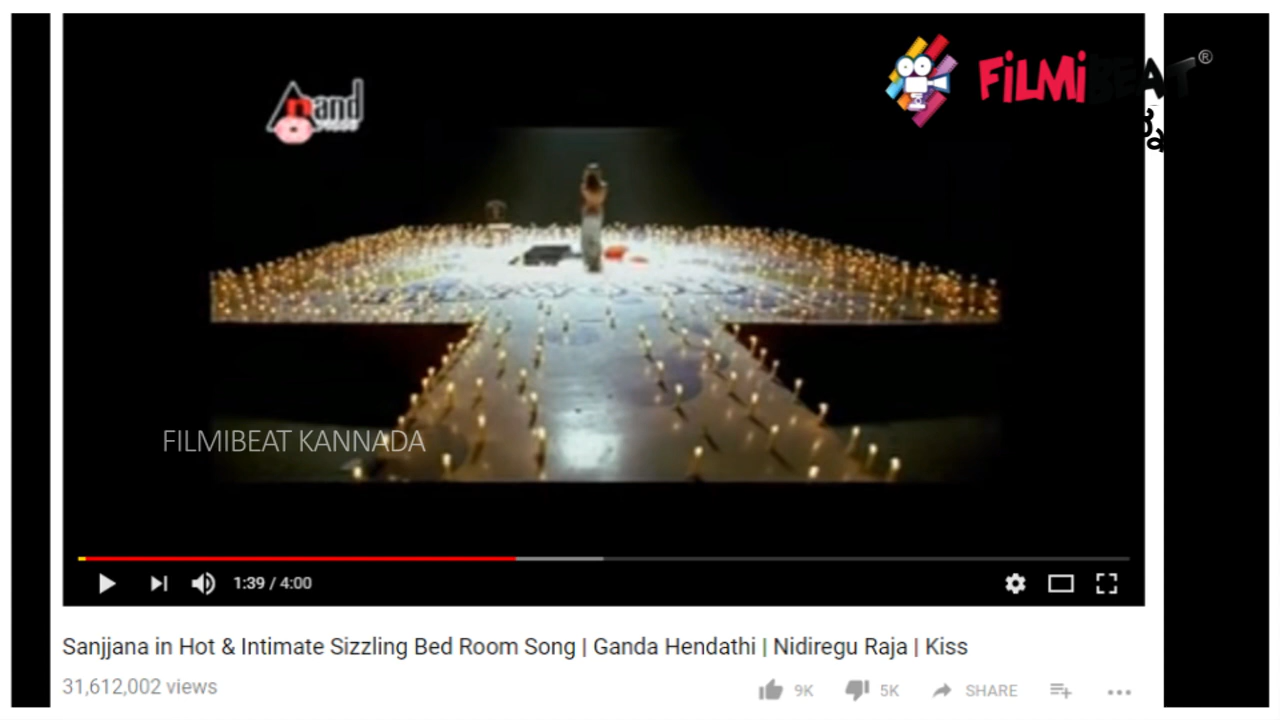 Anand
FiLMiBEAT®
FILMIBEAT KANNADA
1:39 / 4:00
Sanjjana in Hot & Intimate Sizzling Bed Room Song | Ganda Hendathi | Nidiregu Raja | Kiss
31,612,002 views
9K
5K
SHARE